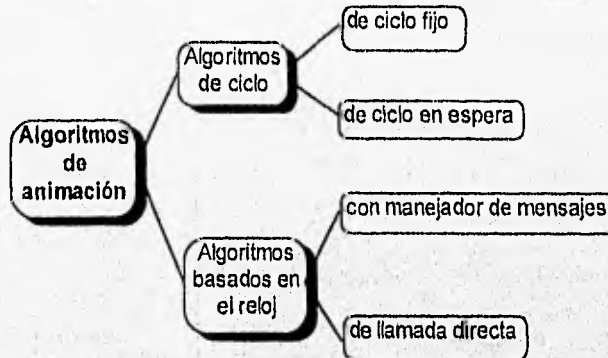 de ciclo fijo
Algoritmos
de ciclo
de ciclo en espera
Algoritmos
de
animación
con manejador de mensajes
Algoritmos
basados en
el reloj
de llamada directa